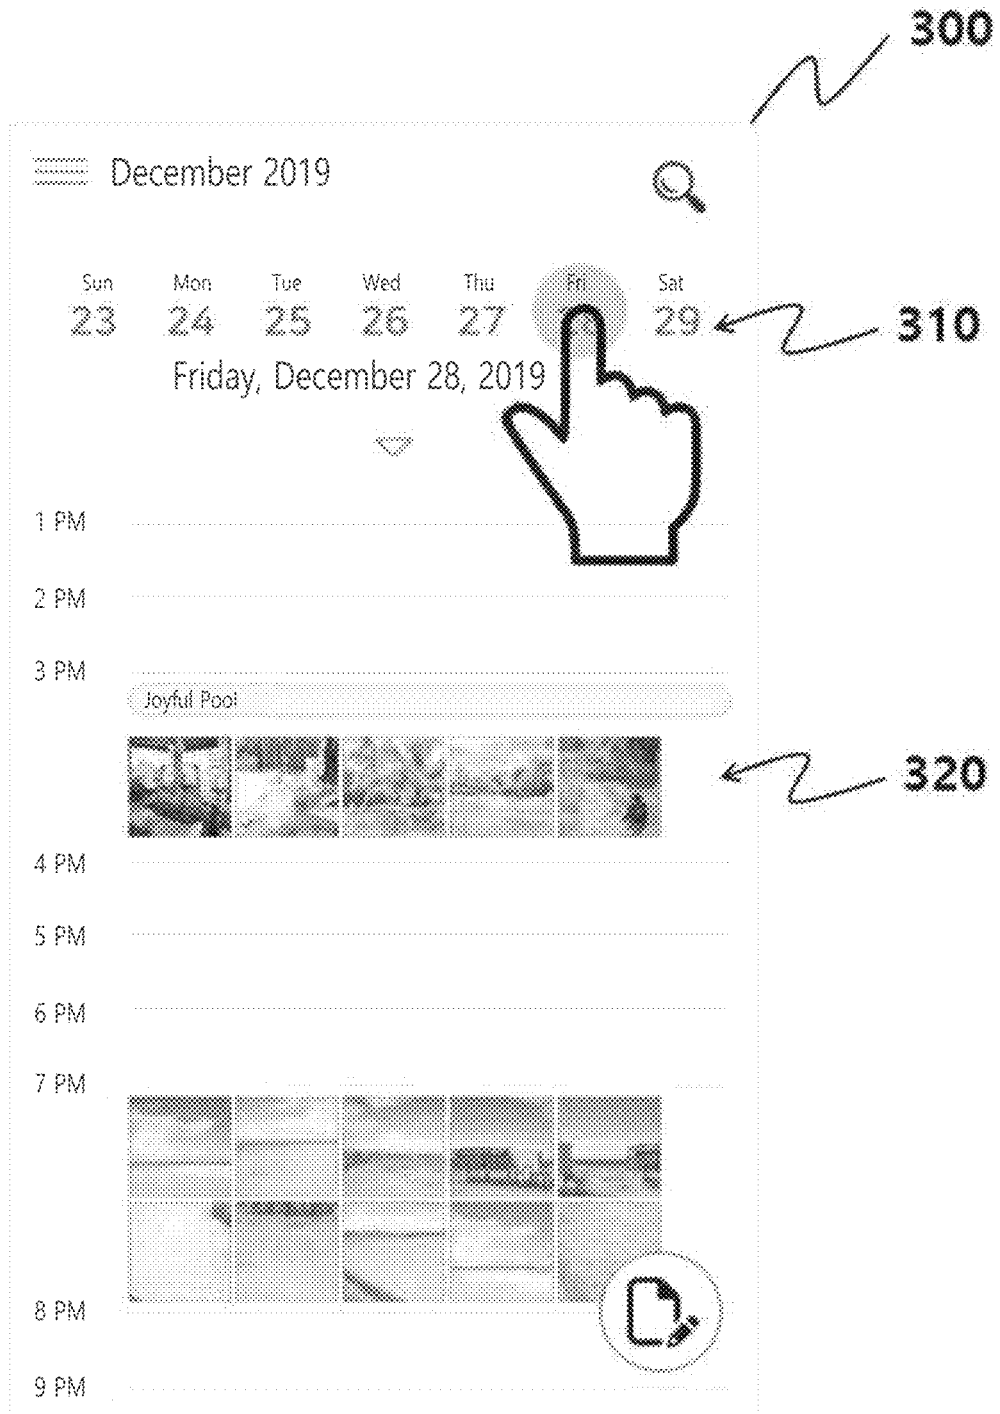 300
December 2019
Sun Mon Tue Wed Thu Fri Sat
23 24 25 26 27 29
310
Friday, December 28, 2019
1 PM
2 PM
3 PM
Joyful Pool
320
4 PM
5 PM
6 PM
7 PM
8 PM
9 PM